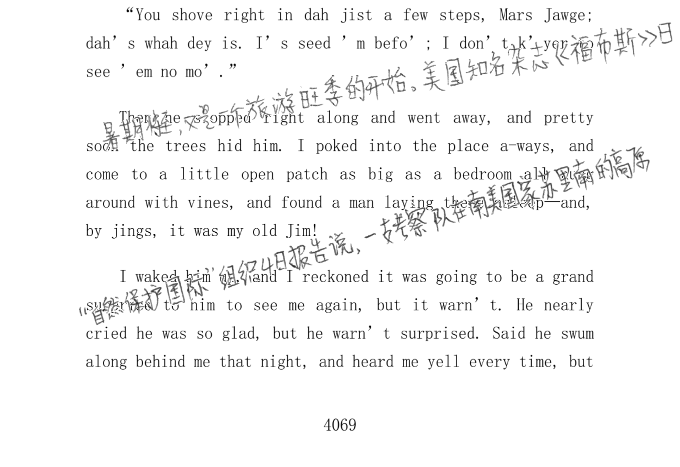 “You shove right in dah jist a few steps, Mars Jawge;
dah’s whah dey is. I’s seed ’m befo’; I don’t k’yer to
see ’em no mo’.”
暑期将至,又是一个旅游旺季的开始。美国知名杂志《福布斯》日
Then he slopped right along and went away, and pretty
soon the trees hid him. I poked into the place a-ways, and
come to a little open patch as big as a bedroom all hung
around with vines, and found a man laying there asleep—and,
by jings, it was my old Jim!
“自然保护国际”组织4日报告说,一支考察队在南美国家苏里南的高原
I waked him up, and I reckoned it was going to be a grand
surprise to him to see me again, but it warn’t. He nearly
cried he was so glad, but he warn’t surprised. Said he swum
along behind me that night, and heard me yell every time, but
4069